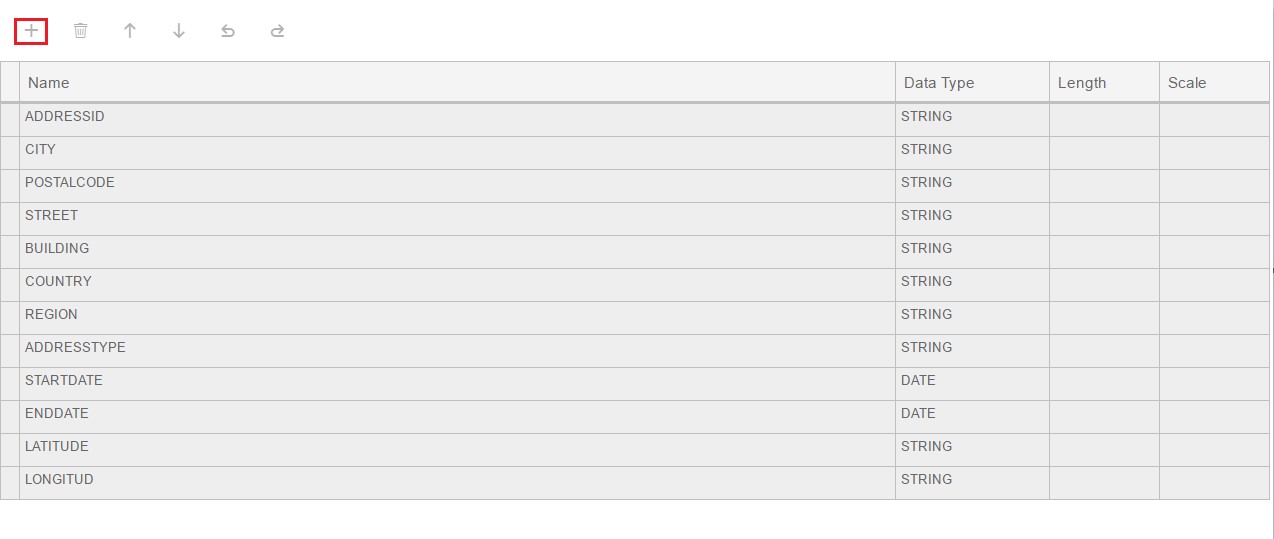 Name Data Type Length Scale
ADDRESSID STRING
CITY STRING
POSTALCODE STRING
STREET STRING
BUILDING STRING
COUNTRY STRING
REGION STRING
ADDRESSTYPE STRING
STARTDATE DATE
ENDDATE DATE
LATITUDE STRING
LONGITUD STRING